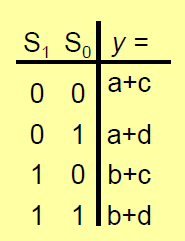 S₁ S₀ y =
0 0 a+c
0 1 a+d
1 0 b+c
1 1 b+d